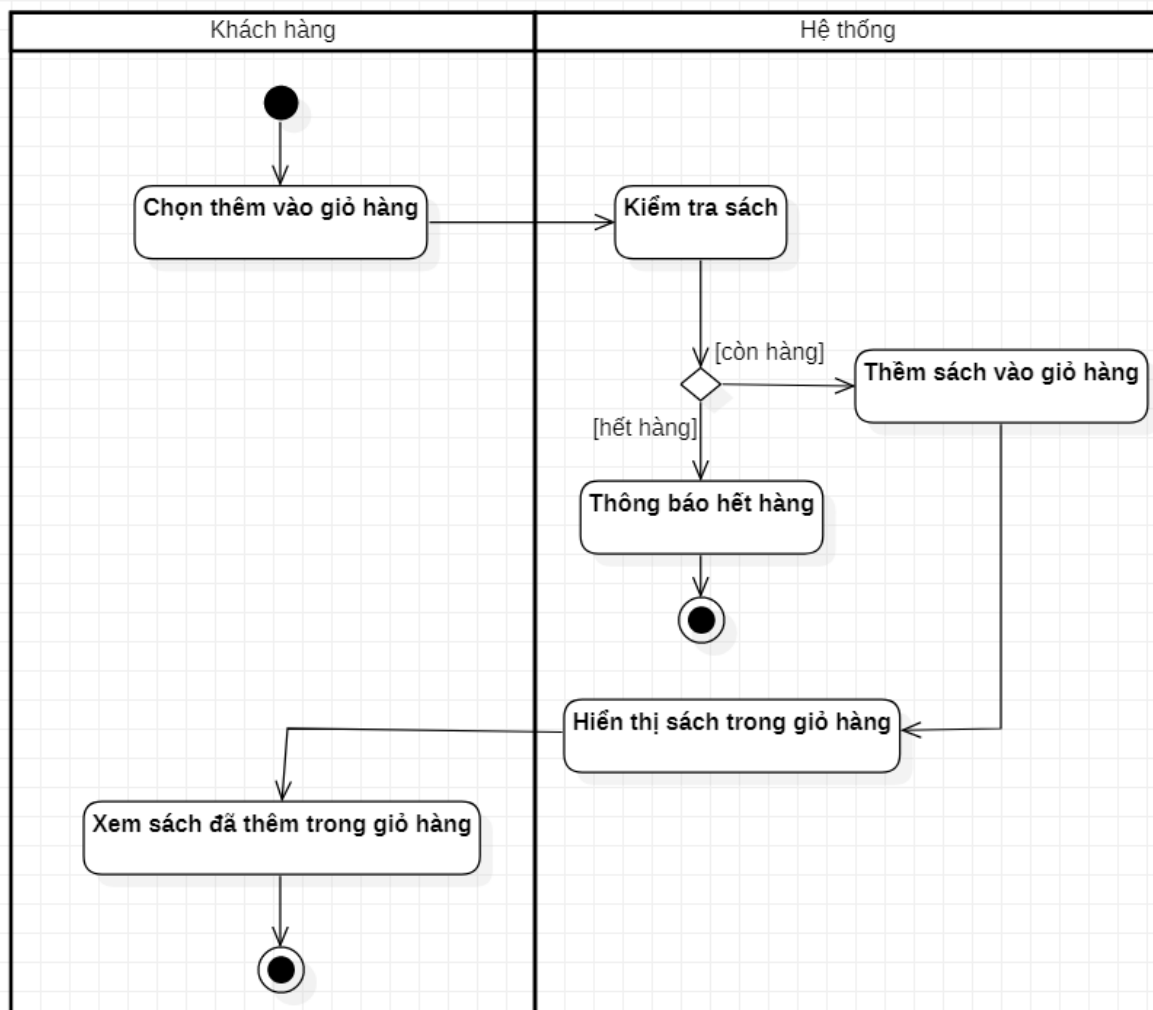 Khách hàng
Hệ thống
Chọn thêm vào giỏ hàng
Kiểm tra sách
[còn hàng]
Thềm sách vào giỏ hàng
[hết hàng]
Thông báo hết hàng
Hiển thị sách trong giỏ hàng
Xem sách đã thêm trong giỏ hàng